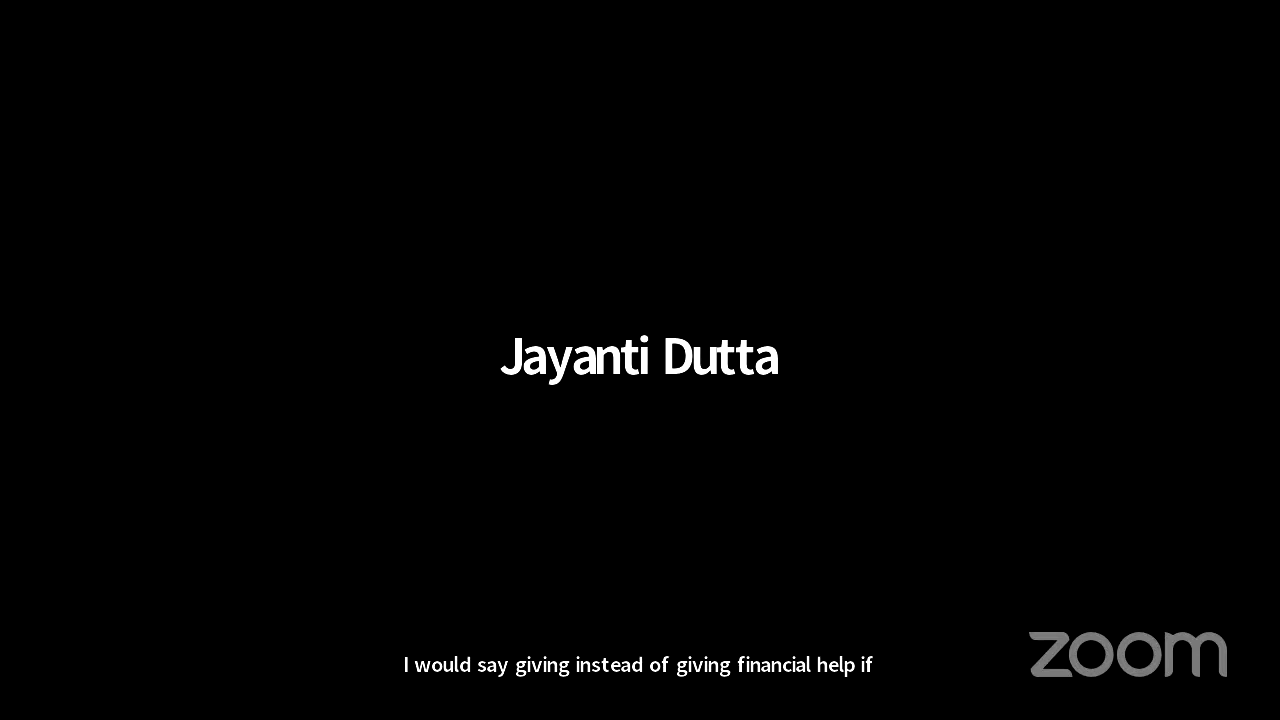 Jayanti Dutta
I would say giving instead of giving financial help if
zoom